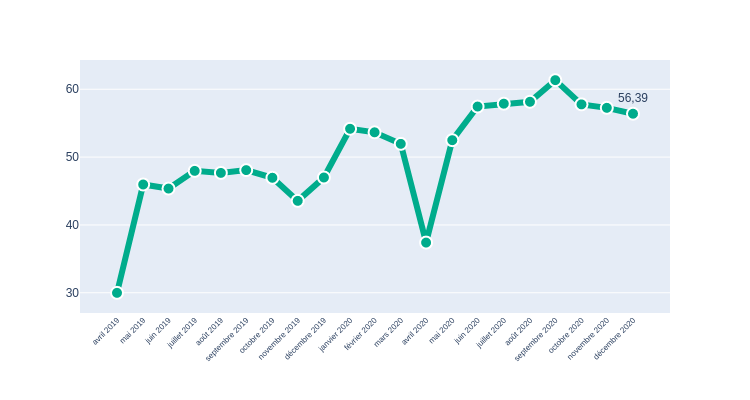 60
50
40
30
56,39
avril 2019
mai 2019
juin 2019
juillet 2019
août 2019
septembre 2019
octobre 2019
novembre 2019
décembre 2019
janvier 2020
février 2020
mars 2020
avril 2020
mai 2020
juin 2020
juillet 2020
août 2020
septembre 2020
octobre 2020
novembre 2020
décembre 2020